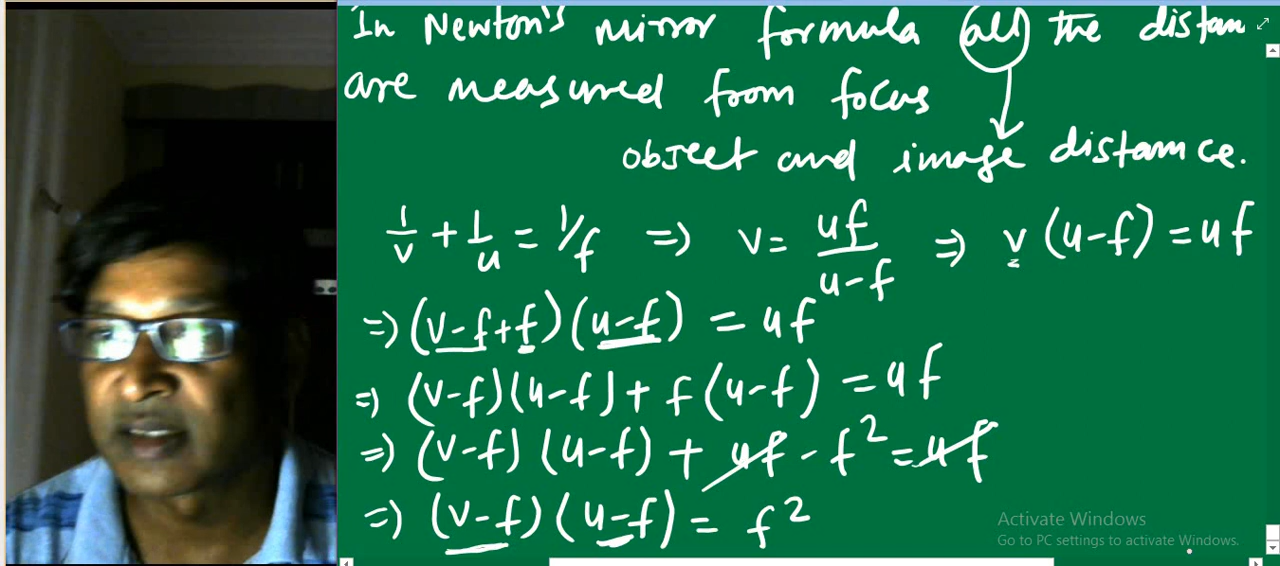 In Newton's mirror formula all the distan
are measured from focus
object and image distance.
1/v + 1/u = 1/f => v = uf/u-f => v (u-f) = uf
=> (v-f+f)(u-f) = uf
=> (v-f)(u-f) + f(u-f) = uf
=> (v-f)(u-f) + uf - f² = uf
=> (v-f)(u-f) = f²
Activate Windows
Go to PC settings to activate Windows.